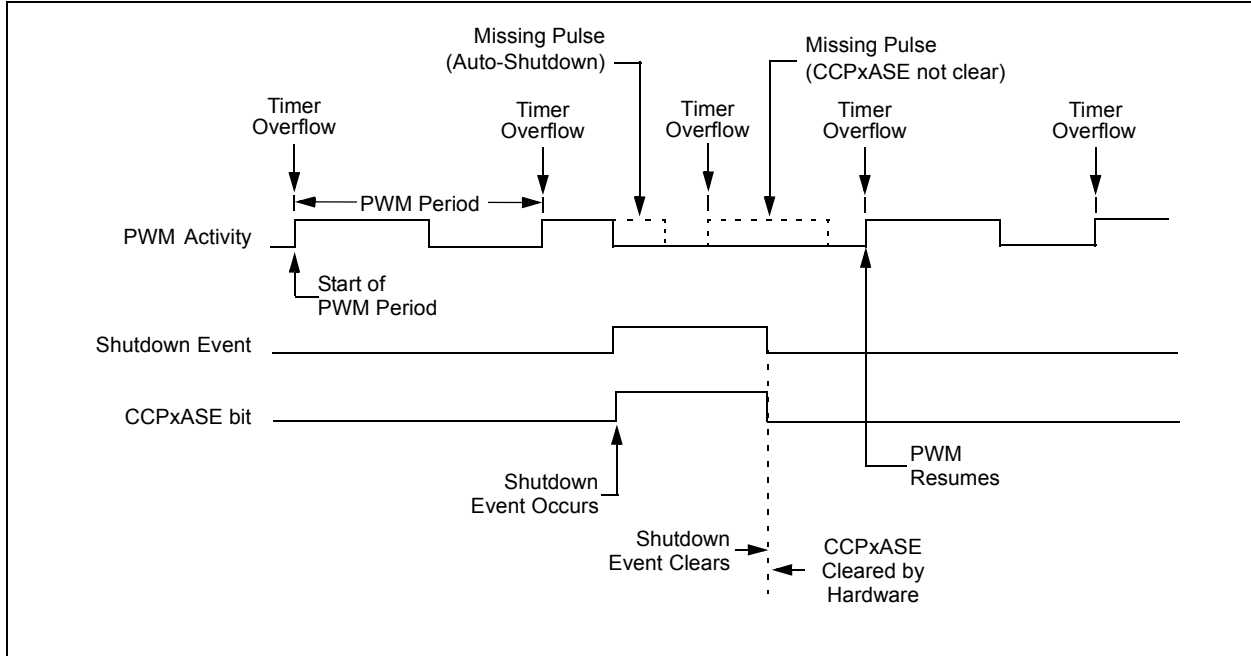 Missing Pulse
(Auto-Shutdown)
Missing Pulse
(CCPxASE not clear)
Timer
Overflow
Timer
Overflow
Timer
Overflow
Timer
Overflow
Timer
Overflow
PWM Period
PWM Activity
Start of
PWM Period
Shutdown Event
CCPxASE bit
Shutdown
Event Occurs
PWM
Resumes
Shutdown
Event Clears
CCPxASE
Cleared by
Hardware